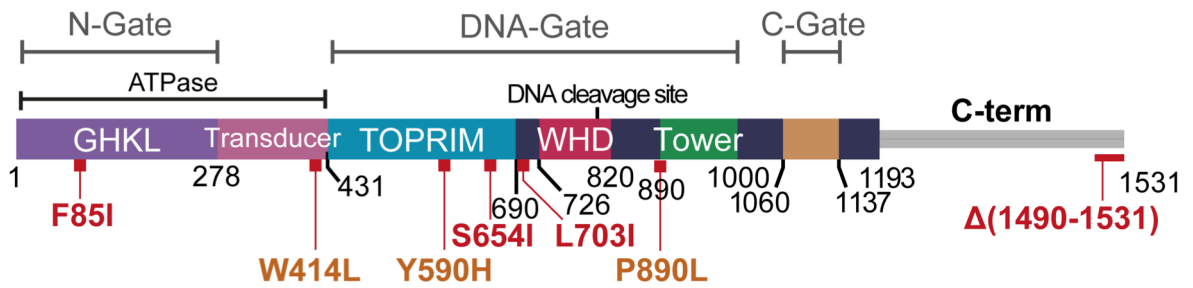 N-Gate DNA-Gate C-Gate
ATPase
DNA cleavage site
C-term
GHKL Transducer TOPRIM WHD Tower
1 278 431 690 726 820 890 1000 1060 1137 1193 1531
F85I S654I L703I Δ(1490-1531)
W414L Y590H P890L